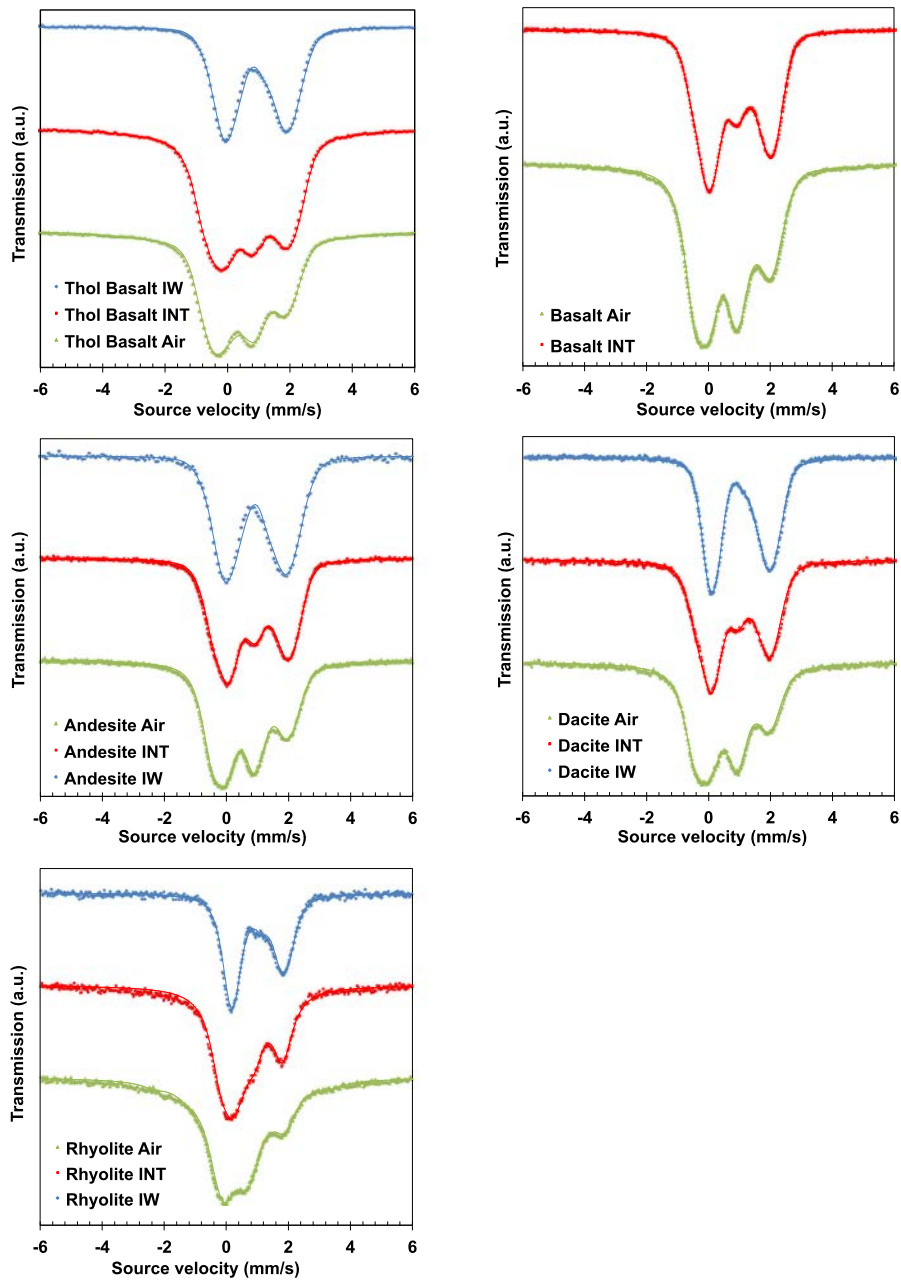 Transmission (a.u.)
Thol Basalt IW
Thol Basalt INT
Thol Basalt Air
-6 -4 -2 0 2 4 6
Source velocity (mm/s)
Transmission (a.u.)
Basalt Air
Basalt INT
-6 -4 -2 0 2 4 6
Source velocity (mm/s)
Transmission (a.u.)
Andesite Air
Andesite INT
Andesite IW
-6 -4 -2 0 2 4 6
Source velocity (mm/s)
Transmission (a.u.)
Dacite Air
Dacite INT
Dacite IW
-6 -4 -2 0 2 4 6
Source velocity (mm/s)
Transmission (a.u.)
Rhyolite Air
Rhyolite INT
Rhyolite IW
-6 -4 -2 0 2 4 6
Source velocity (mm/s)